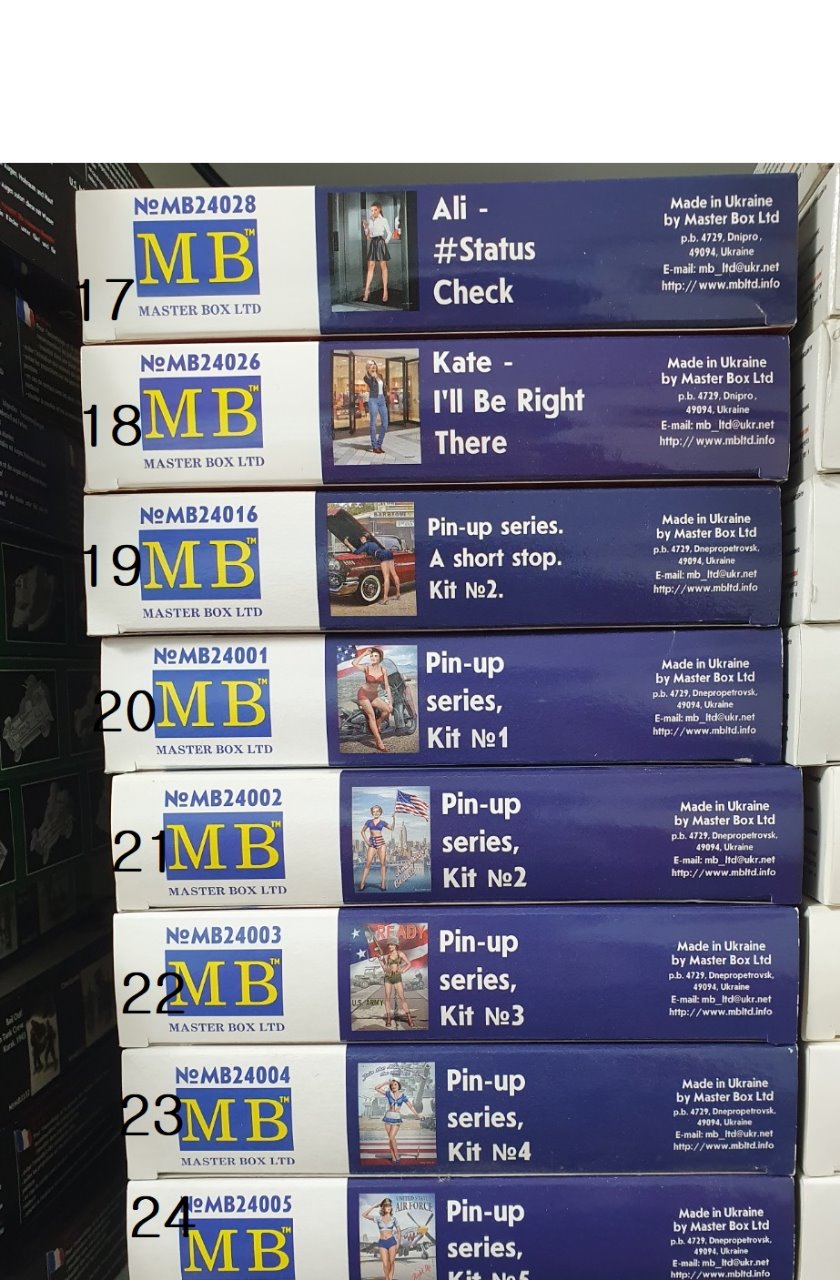 NoMB24028
MB™
MASTER BOX LTD
17
Ali -
#Status
Check
Made in Ukraine
by Master Box Ltd
p.b. 4729, Dnipro,
49094, Ukraine
E-mail: mb_ltd@ukr.net
http://www.mbltd.info
№MB24026
MB™
MASTER BOX LTD
18
Kate -
I'll Be Right
There
Made in Ukraine
by Master Box Ltd
p.b. 4729, Dnipro,
49094, Ukraine
E-mail: mb_ltd@ukr.net
http://www.mbltd.info
№MB24016
MB™
MASTER BOX LTD
19
Pin-up series.
A short stop.
Kit №2.
Made in Ukraine
by Master Box Ltd
p.b. 4729, Dnepropetrovsk,
49094, Ukraine
E-mail: mb_ltd@ukr.net
http://www.mbltd.info
№MB24001
MB™
MASTER BOX LTD
20
Pin-up
series,
Kit №1
Made in Ukraine
by Master Box Ltd
p.b. 4729, Dnepropetrovsk,
49094, Ukraine
E-mail: mb_ltd@ukr.net
http://www.mbltd.info
№MB24002
MB™
MASTER BOX LTD
21
Pin-up
series,
Kit №2
Made in Ukraine
by Master Box Ltd
p.b. 4729, Dnepropetrovsk,
49094, Ukraine
E-mail: mb_ltd@ukr.net
http://www.mbltd.info
№MB24003
MB™
MASTER BOX LTD
22
READY
U.S. ARMY
Pin-up
series,
Kit №3
Made in Ukraine
by Master Box Ltd
p.b. 4729, Dnepropetrovsk,
49094, Ukraine
E-mail: mb_ltd@ukr.net
http://www.mbltd.info
№MB24004
MB™
MASTER BOX LTD
23
Pin-up
series,
Kit №4
Made in Ukraine
by Master Box Ltd
p.b. 4729, Dnepropetrovsk,
49094, Ukraine
E-mail: mb_ltd@ukr.net
http://www.mbltd.info
№MB24005
MB™
24
UNITED STATES
AIR FORCE
Pin-up
series,
Kit №5
Made in Ukraine
by Master Box Ltd
p.b. 4729, Dnepropetrovsk,
49094, Ukraine
E-mail: mb_ltd@ukr.net
http://www.mbltd.info